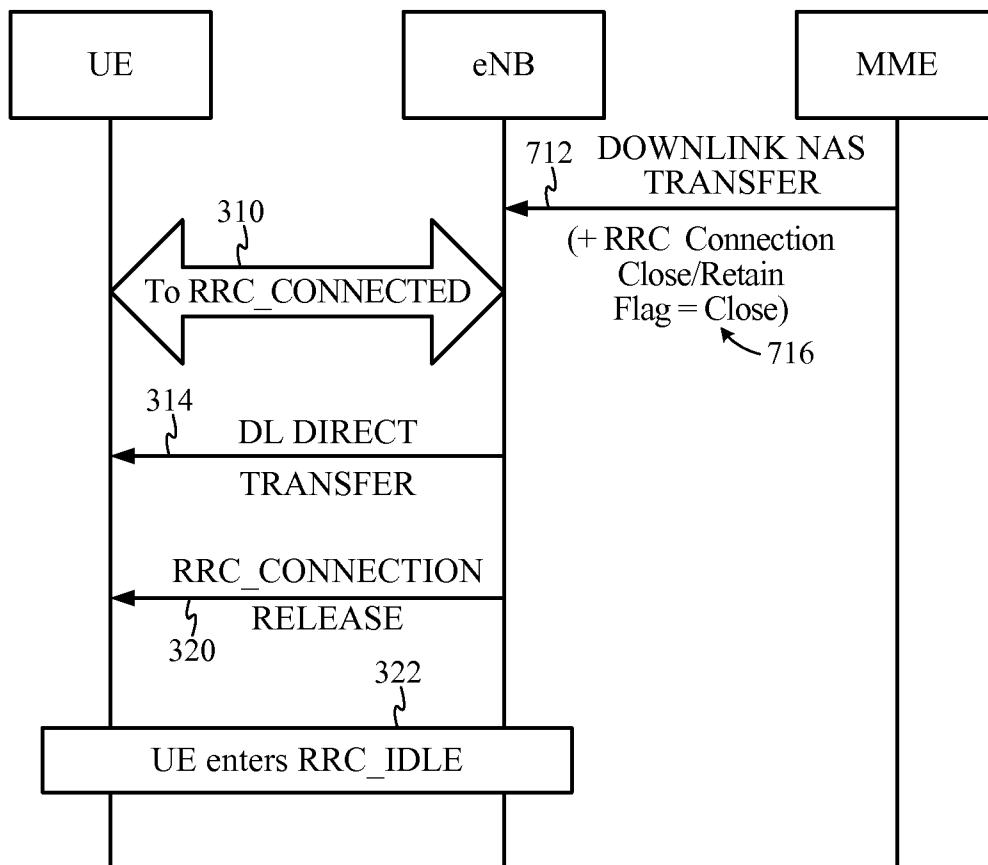 UE
eNB
MME
712
DOWNLINK NAS
TRANSFER
(+ RRC Connection
Close/Retain
Flag = Close)
716
310
To RRC_CONNECTED
314
DL DIRECT
TRANSFER
RRC_CONNECTION
RELEASE
320
322
UE enters RRC_IDLE